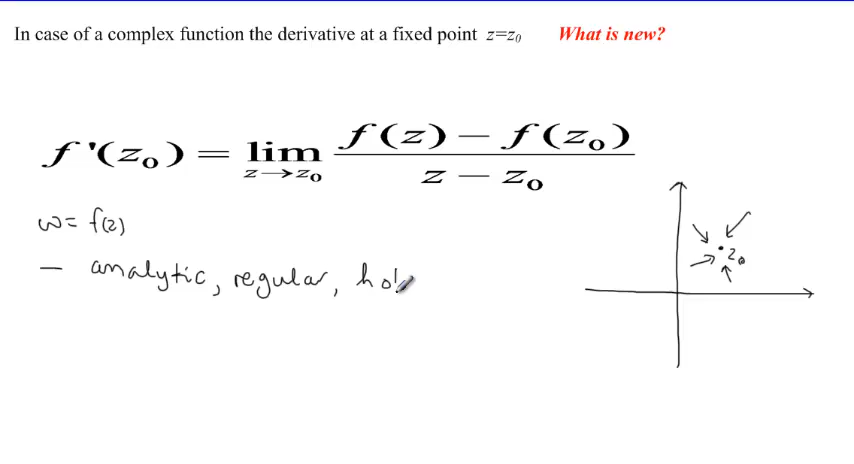 In case of a complex function the derivative at a fixed point z=z₀ What is new?
f '(z₀) = lim z→z₀ f(z) − f(z₀) / z − z₀
w = f(z)
— analytic, regular, hol
z₀